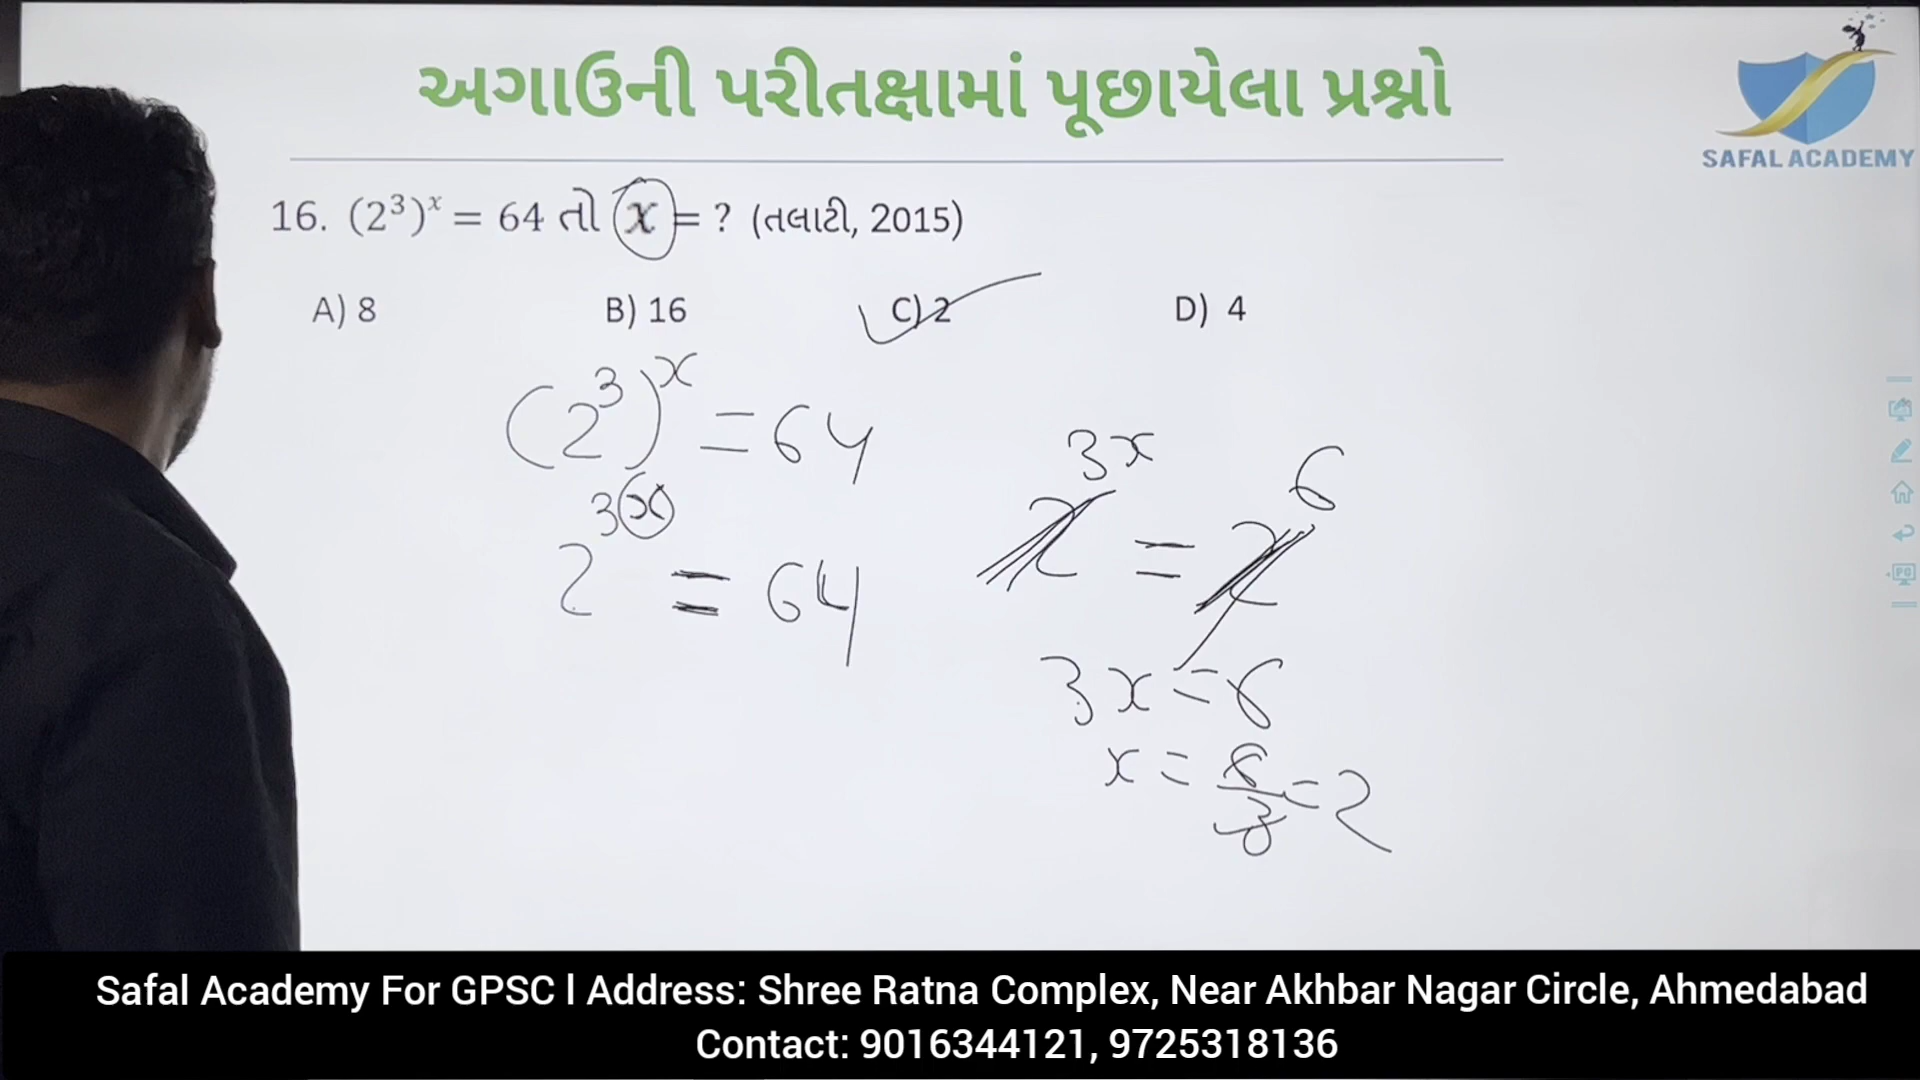 અગાઉની પરીતક્ષામાં પૂછાયેલા પ્રશ્નો
SAFAL ACADEMY
16. (2³)ˣ = 64 તો x = ? (તલાટી, 2015)
A) 8 B) 16 C) 2 D) 4
(2³)ˣ = 64
2³ˣ = 64
2³ˣ = 2⁶
3x = 6
x = 6/3 = 2
Safal Academy For GPSC l Address: Shree Ratna Complex, Near Akhbar Nagar Circle, Ahmedabad
Contact: 9016344121, 9725318136